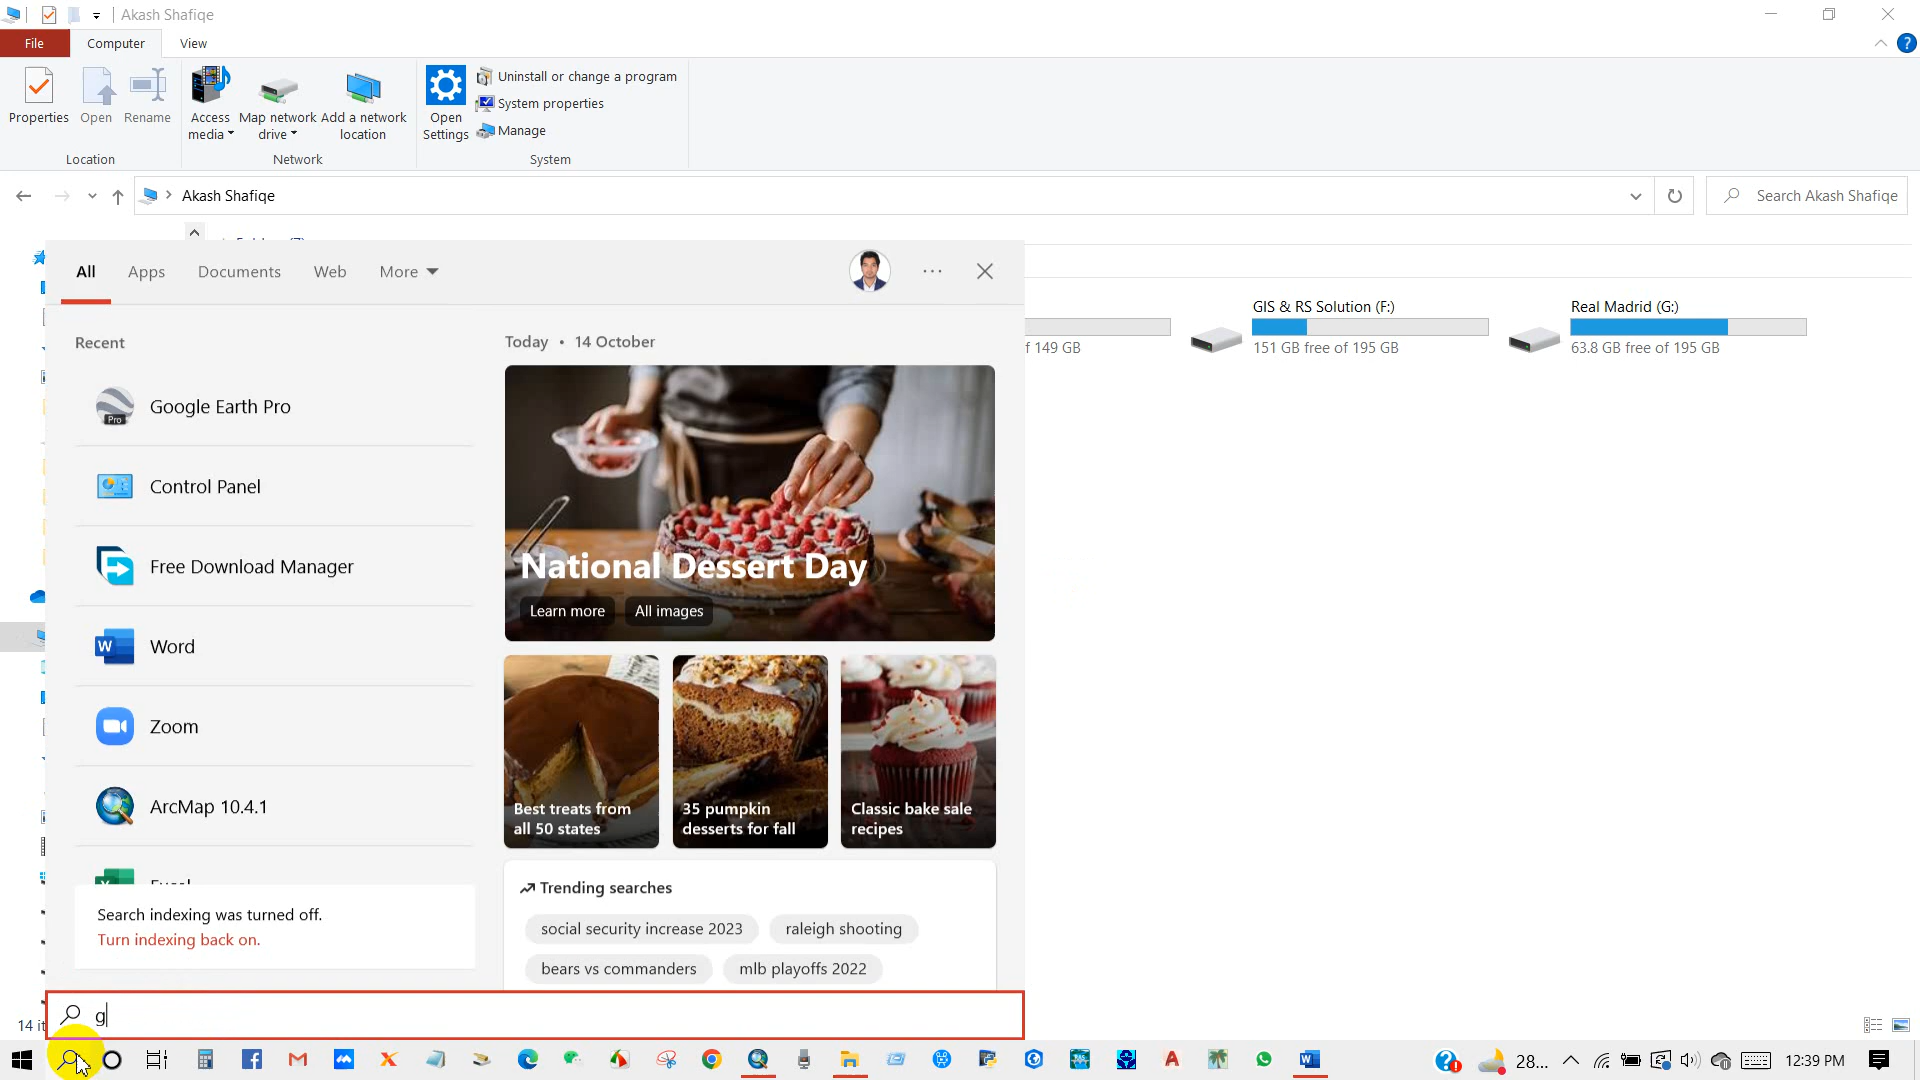 Akash Shafiqe
File
Computer
View
Properties
Open
Rename
Access
media
Map network
drive
Add a network
location
Open
Settings
Uninstall or change a program
System properties
Manage
Location
Network
System
Akash Shafiqe
Search Akash Shafiqe
All
Apps
Documents
Web
More
Recent
Google Earth Pro
Pro
Control Panel
Free Download Manager
Word
Zoom
ArcMap 10.4.1
Today • 14 October
National Dessert Day
Learn more
All images
Best treats from
all 50 states
35 pumpkin
desserts for fall
Classic bake sale
recipes
Trending searches
social security increase 2023
raleigh shooting
bears vs commanders
mlb playoffs 2022
Search indexing was turned off.
Turn indexing back on.
g
f 149 GB
GIS & RS Solution (F:)
151 GB free of 195 GB
Real Madrid (G:)
63.8 GB free of 195 GB
14 it
28...
12:39 PM